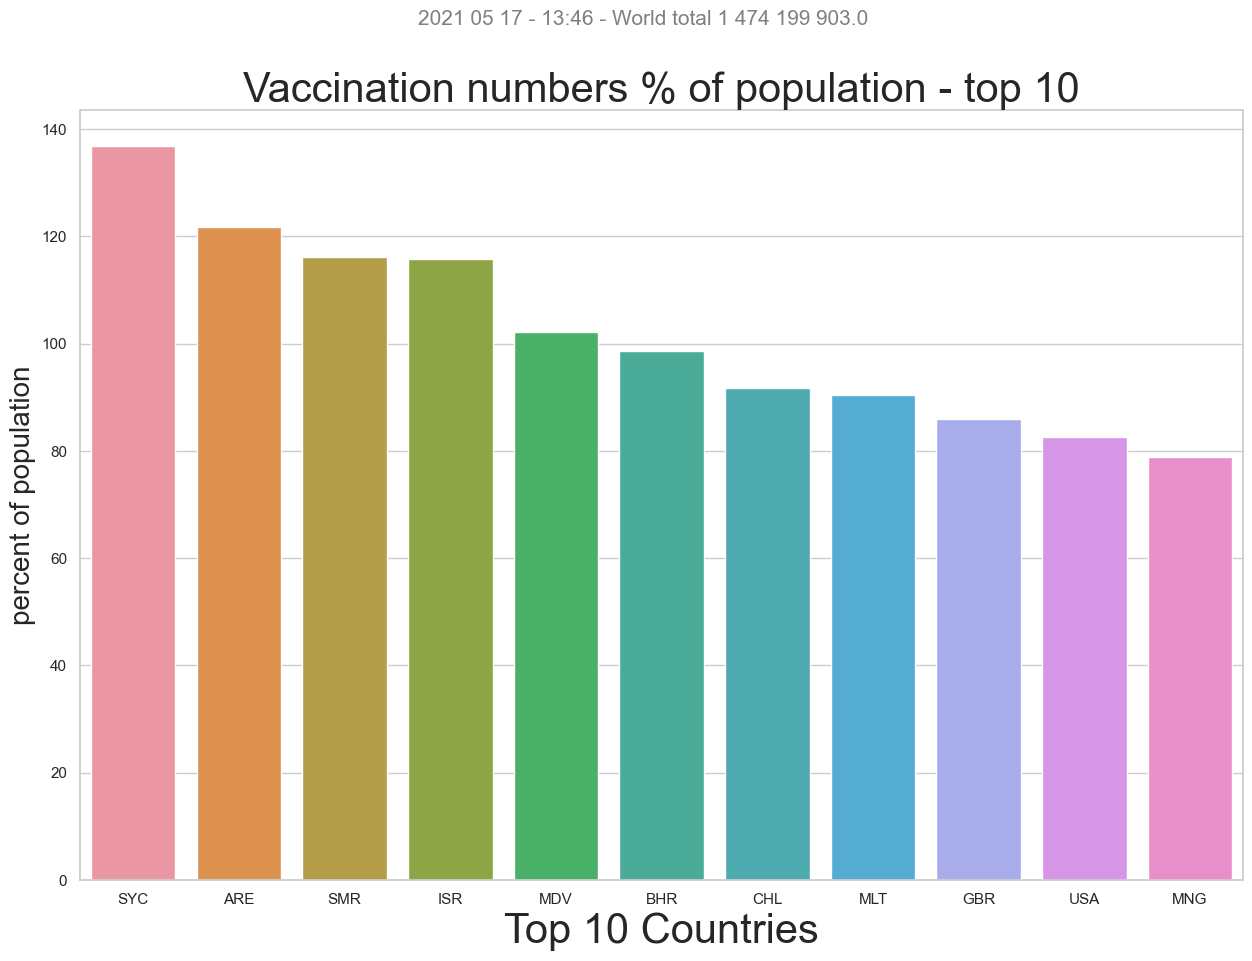 2021 05 17 - 13:46 - World total 1 474 199 903.0
Vaccination numbers % of population - top 10
percent of population
140
120
100
80
60
40
20
0
SYC ARE SMR ISR MDV BHR CHL MLT GBR USA MNG
Top 10 Countries